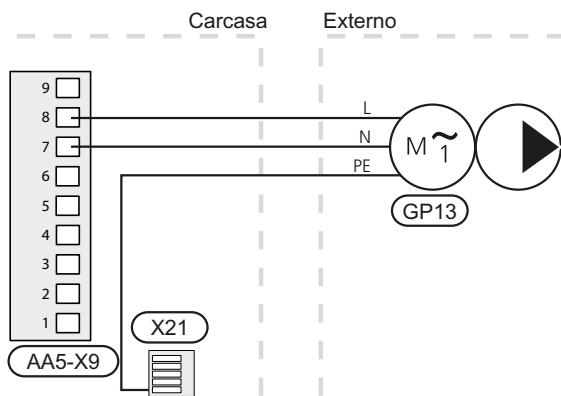 Carcasa Externo
9
8 L
7 N
6 PE
5
4
3
2
1
M ~
1
GP13
X21
AA5-X9